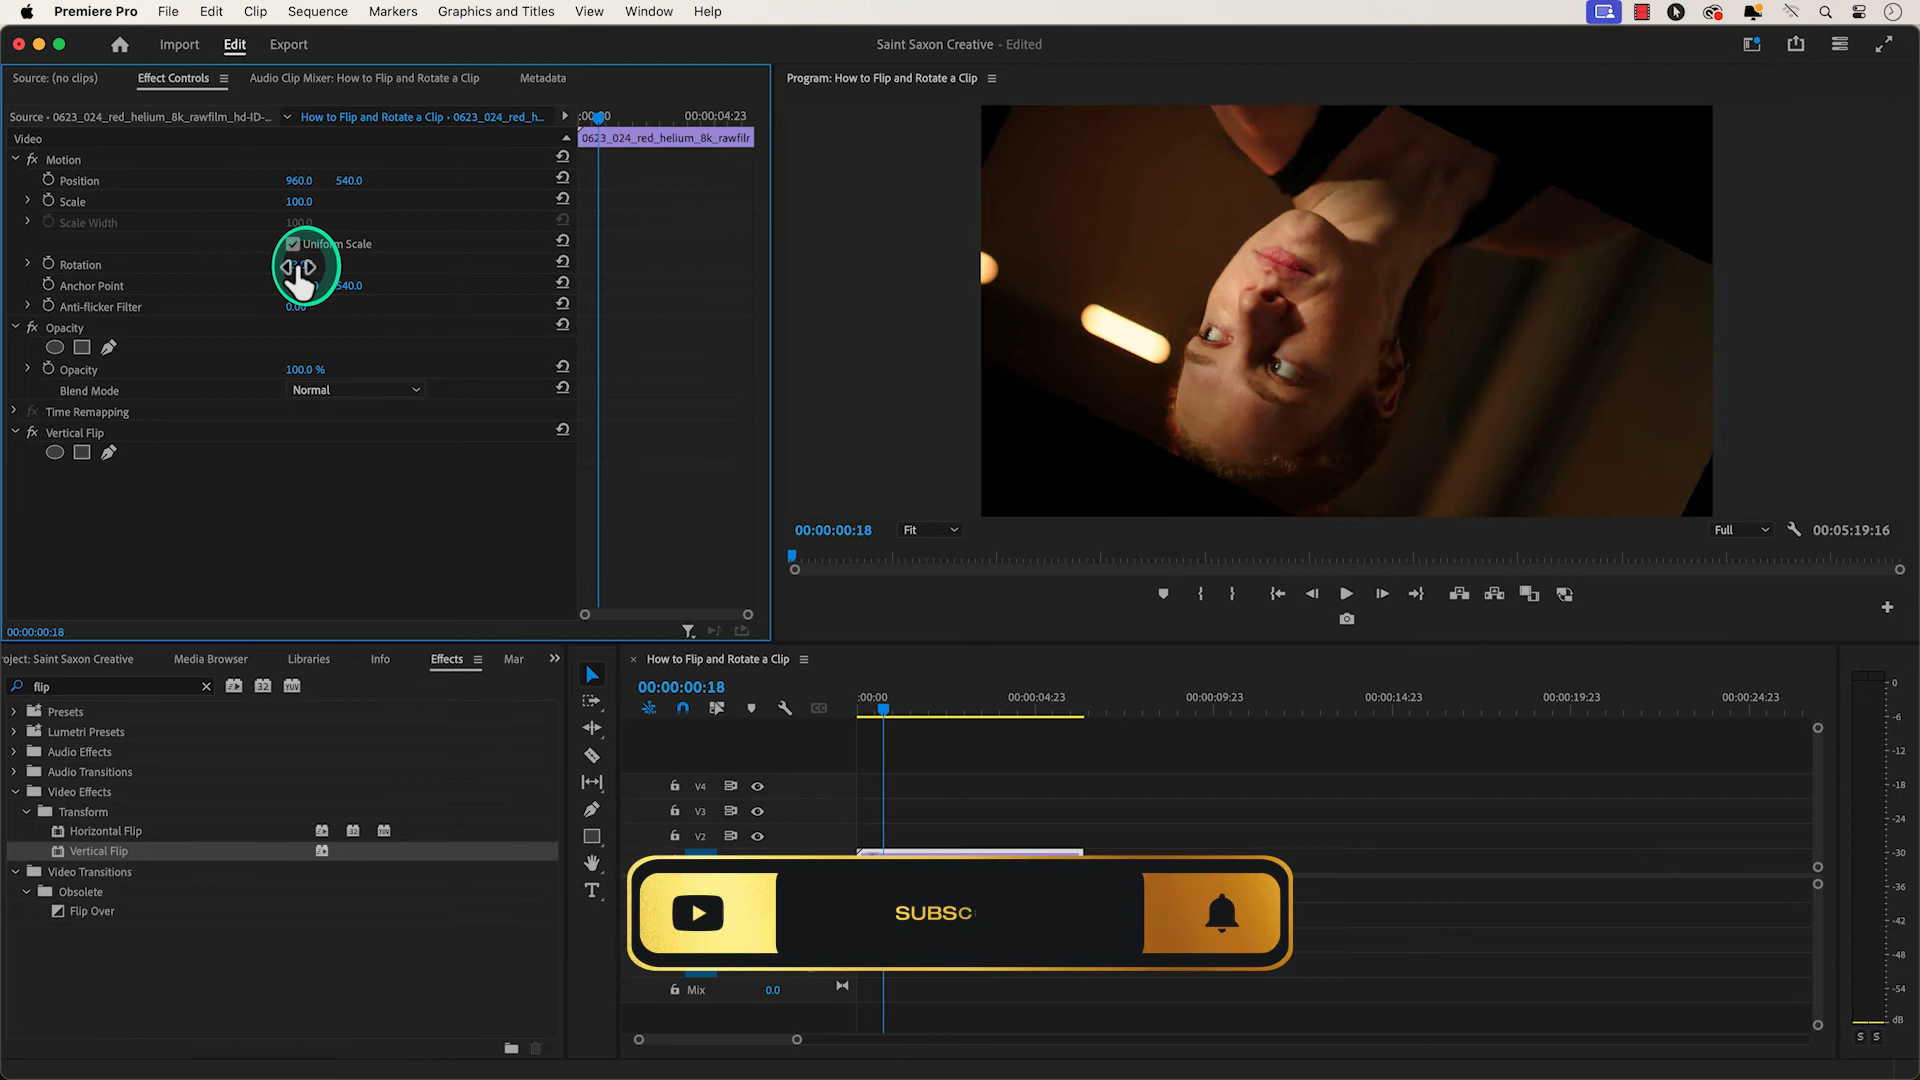 Premiere Pro File Edit Clip Sequence Markers Graphics and Titles View Window Help
Import Edit Export
Saint Saxon Creative - Edited
Source: (no clips) Effect Controls Audio Clip Mixer: How to Flip and Rotate a Clip Metadata
Program: How to Flip and Rotate a Clip
Source • 0623_024_red_helium_8k_rawfilm_hd-ID-... How to Flip and Rotate a Clip • 0623_024_red_h... :00:00 00:00:04:23
Video 0623_024_red_helium_8k_rawfilr
Motion
Position 960.0 540.0
Scale 100.0
Scale Width 100.0
Uniform Scale
Rotation
Anchor Point 540.0
Anti-flicker Filter 0.00
Opacity
Opacity 100.0 %
Blend Mode Normal
Time Remapping
Vertical Flip
00:00:00:18
00:00:00:18 Fit Full 00:05:19:16
oject: Saint Saxon Creative Media Browser Libraries Info Effects Mar
flip 32 YUV
Presets
Lumetri Presets
Audio Effects
Audio Transitions
Video Effects
Transform
Horizontal Flip 32 YUV
Vertical Flip
Video Transitions
Obsolete
Flip Over
How to Flip and Rotate a Clip
00:00:00:18
:00:00 00:00:04:23 00:00:09:23 00:00:14:23 00:00:19:23 00:00:24:23
CC
V4
V3
V2
T
SUBSC
Mix 0.0
0
-6
-12
-18
-24
-30
-36
-42
-48
-54
dB
S S